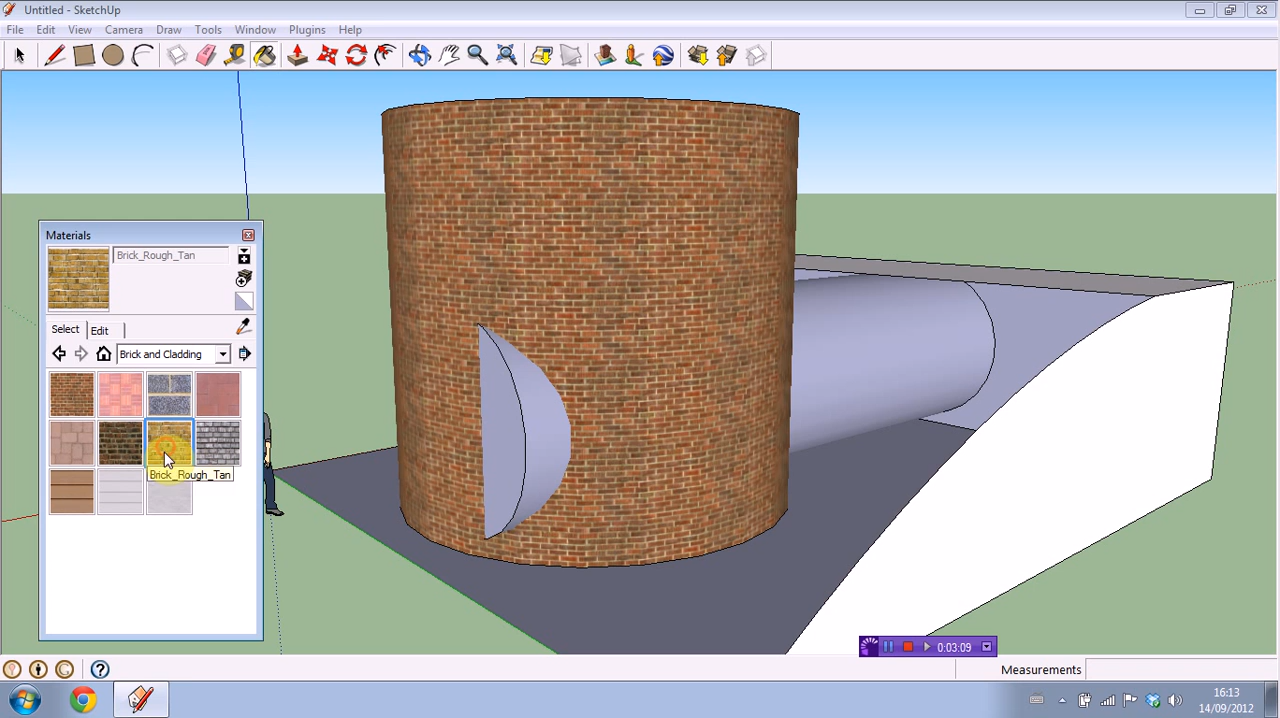 Untitled - SketchUp
File Edit View Camera Draw Tools Window Plugins Help
Materials
Brick_Rough_Tan
Select Edit
Brick and Cladding
Brick_Rough_Tan
0:03:09
Measurements
16:13
14/09/2012